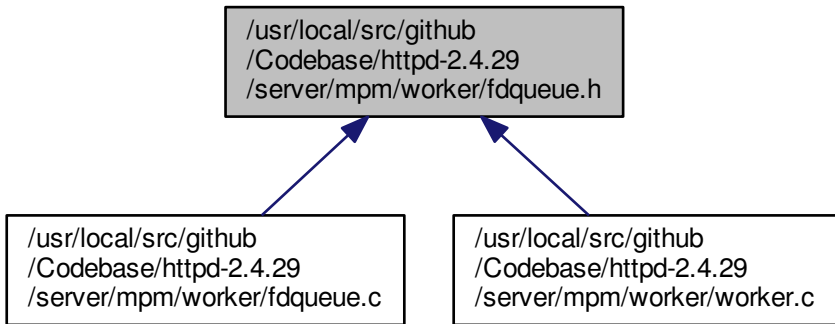 /usr/local/src/github
/Codebase/httpd-2.4.29
/server/mpm/worker/fdqueue.h
/usr/local/src/github
/Codebase/httpd-2.4.29
/server/mpm/worker/fdqueue.c
/usr/local/src/github
/Codebase/httpd-2.4.29
/server/mpm/worker/worker.c